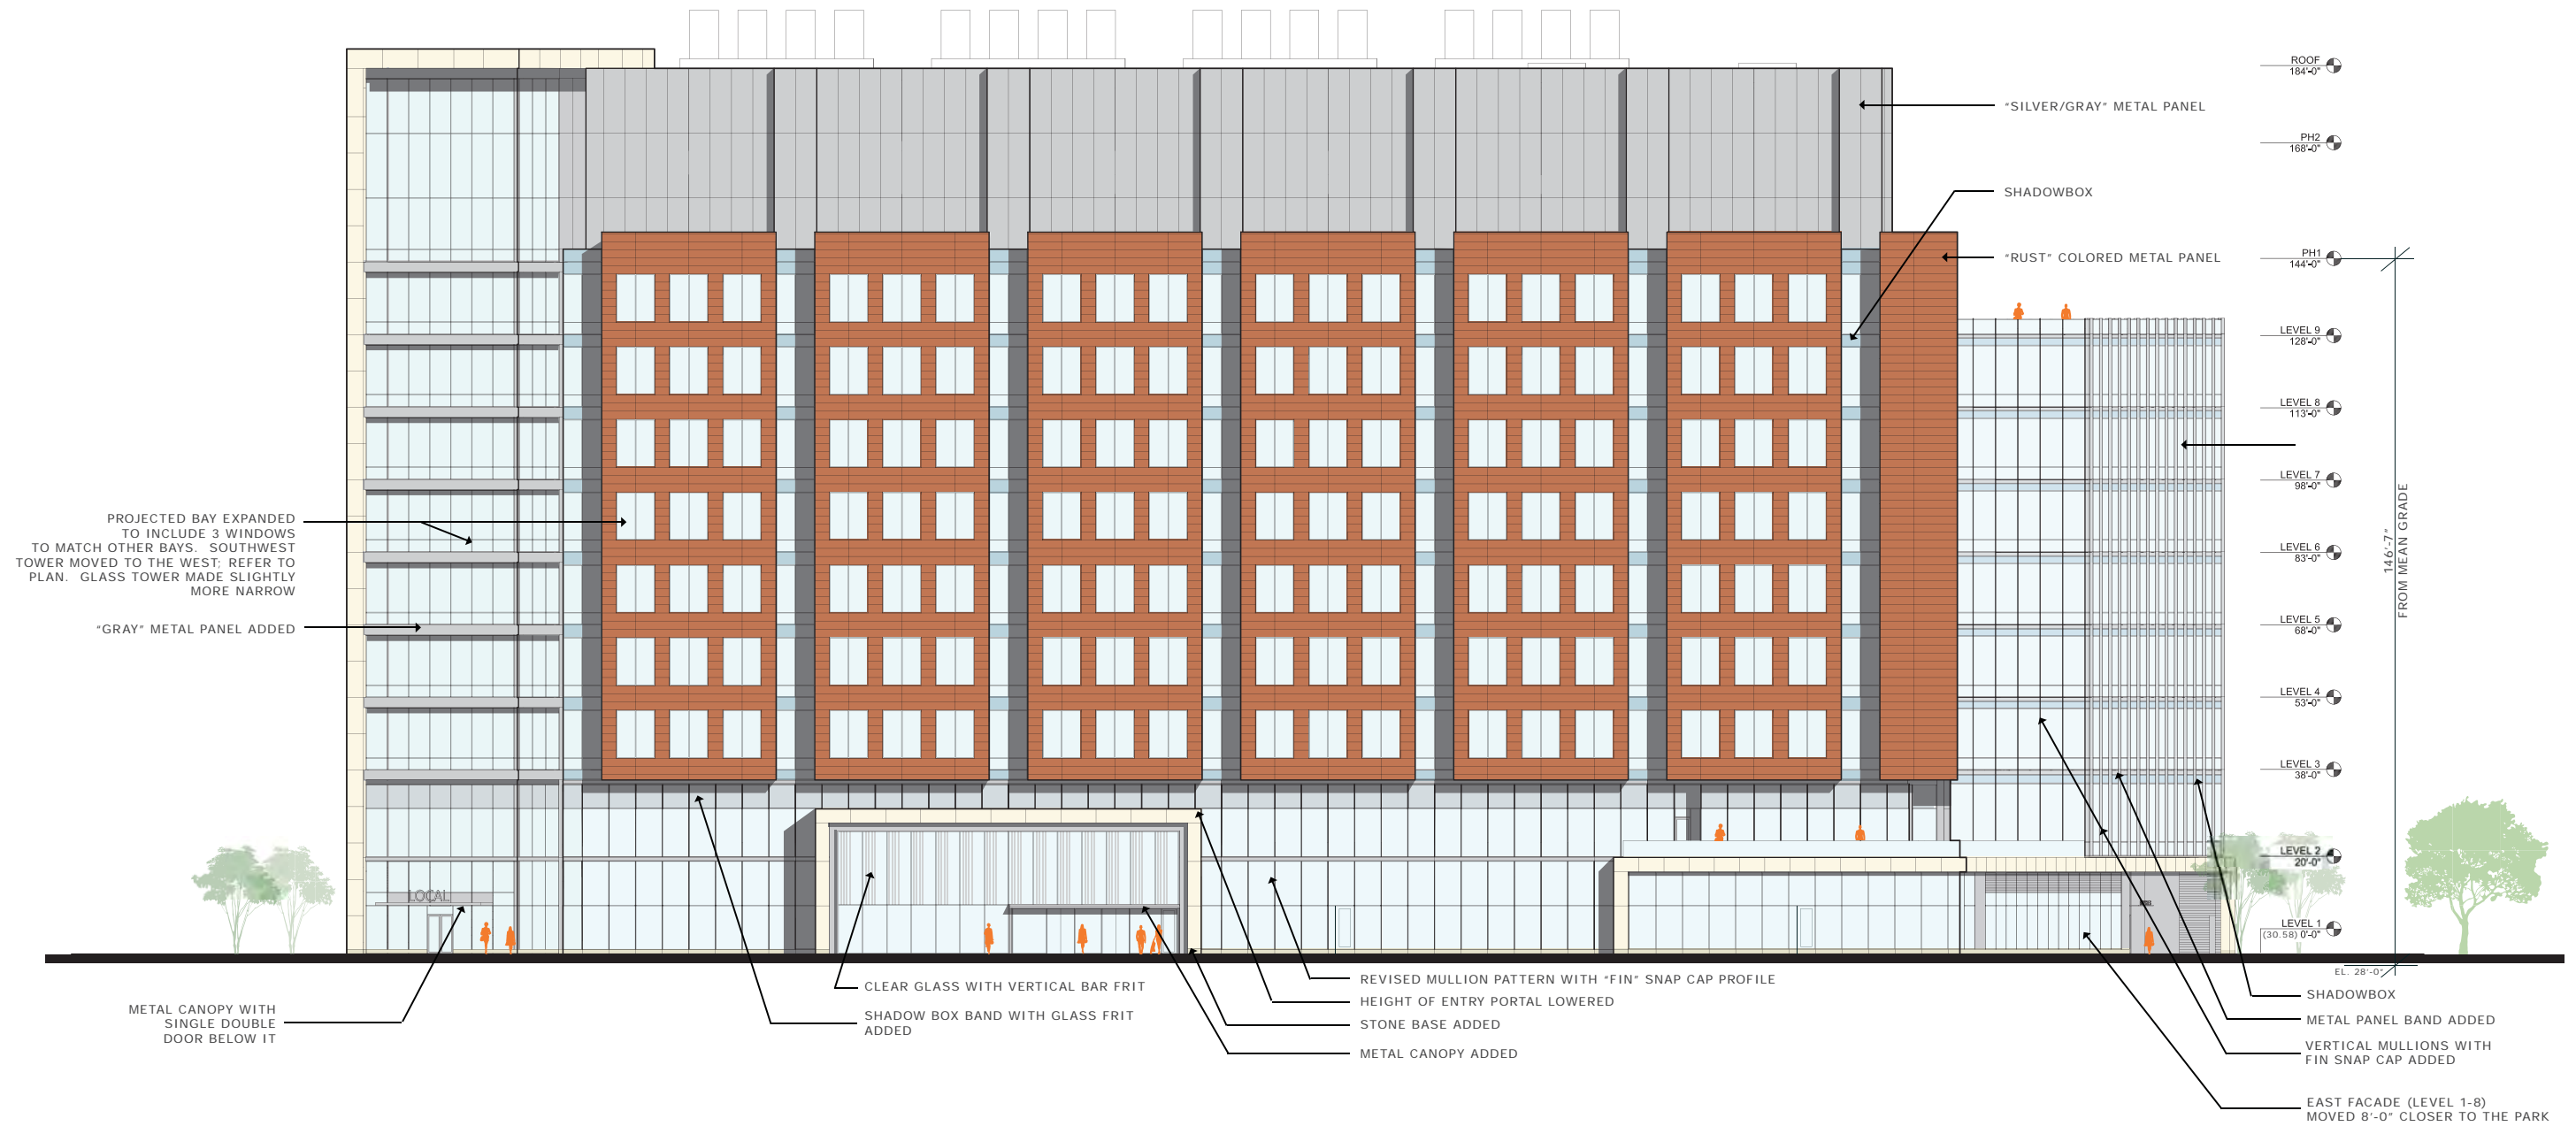 ROOF
184'-0"
"SILVER/GRAY" METAL PANEL
PH2
168'-0"
SHADOWBOX
"RUST" COLORED METAL PANEL
PH1
144'-0"
LEVEL 9
128'-0"
LEVEL 8
113'-0"
LEVEL 7
98'-0"
PROJECTED BAY EXPANDED
TO INCLUDE 3 WINDOWS
TO MATCH OTHER BAYS. SOUTHWEST
TOWER MOVED TO THE WEST; REFER TO
PLAN. GLASS TOWER MADE SLIGHTLY
MORE NARROW
146'-7"
FROM MEAN GRADE
LEVEL 6
83'-0"
"GRAY" METAL PANEL ADDED
LEVEL 5
68'-0"
LEVEL 4
53'-0"
LEVEL 3
38'-0"
LEVEL 2
20'-0"
LOCAL
LEVEL 1
(30.58) 0'-0"
EL. 28'-0"
METAL CANOPY WITH
SINGLE DOUBLE
DOOR BELOW IT
CLEAR GLASS WITH VERTICAL BAR FRIT
SHADOW BOX BAND WITH GLASS FRIT
ADDED
REVISED MULLION PATTERN WITH "FIN" SNAP CAP PROFILE
HEIGHT OF ENTRY PORTAL LOWERED
STONE BASE ADDED
METAL CANOPY ADDED
SHADOWBOX
METAL PANEL BAND ADDED
VERTICAL MULLIONS WITH
FIN SNAP CAP ADDED
EAST FACADE (LEVEL 1-8)
MOVED 8'-0" CLOSER TO THE PARK